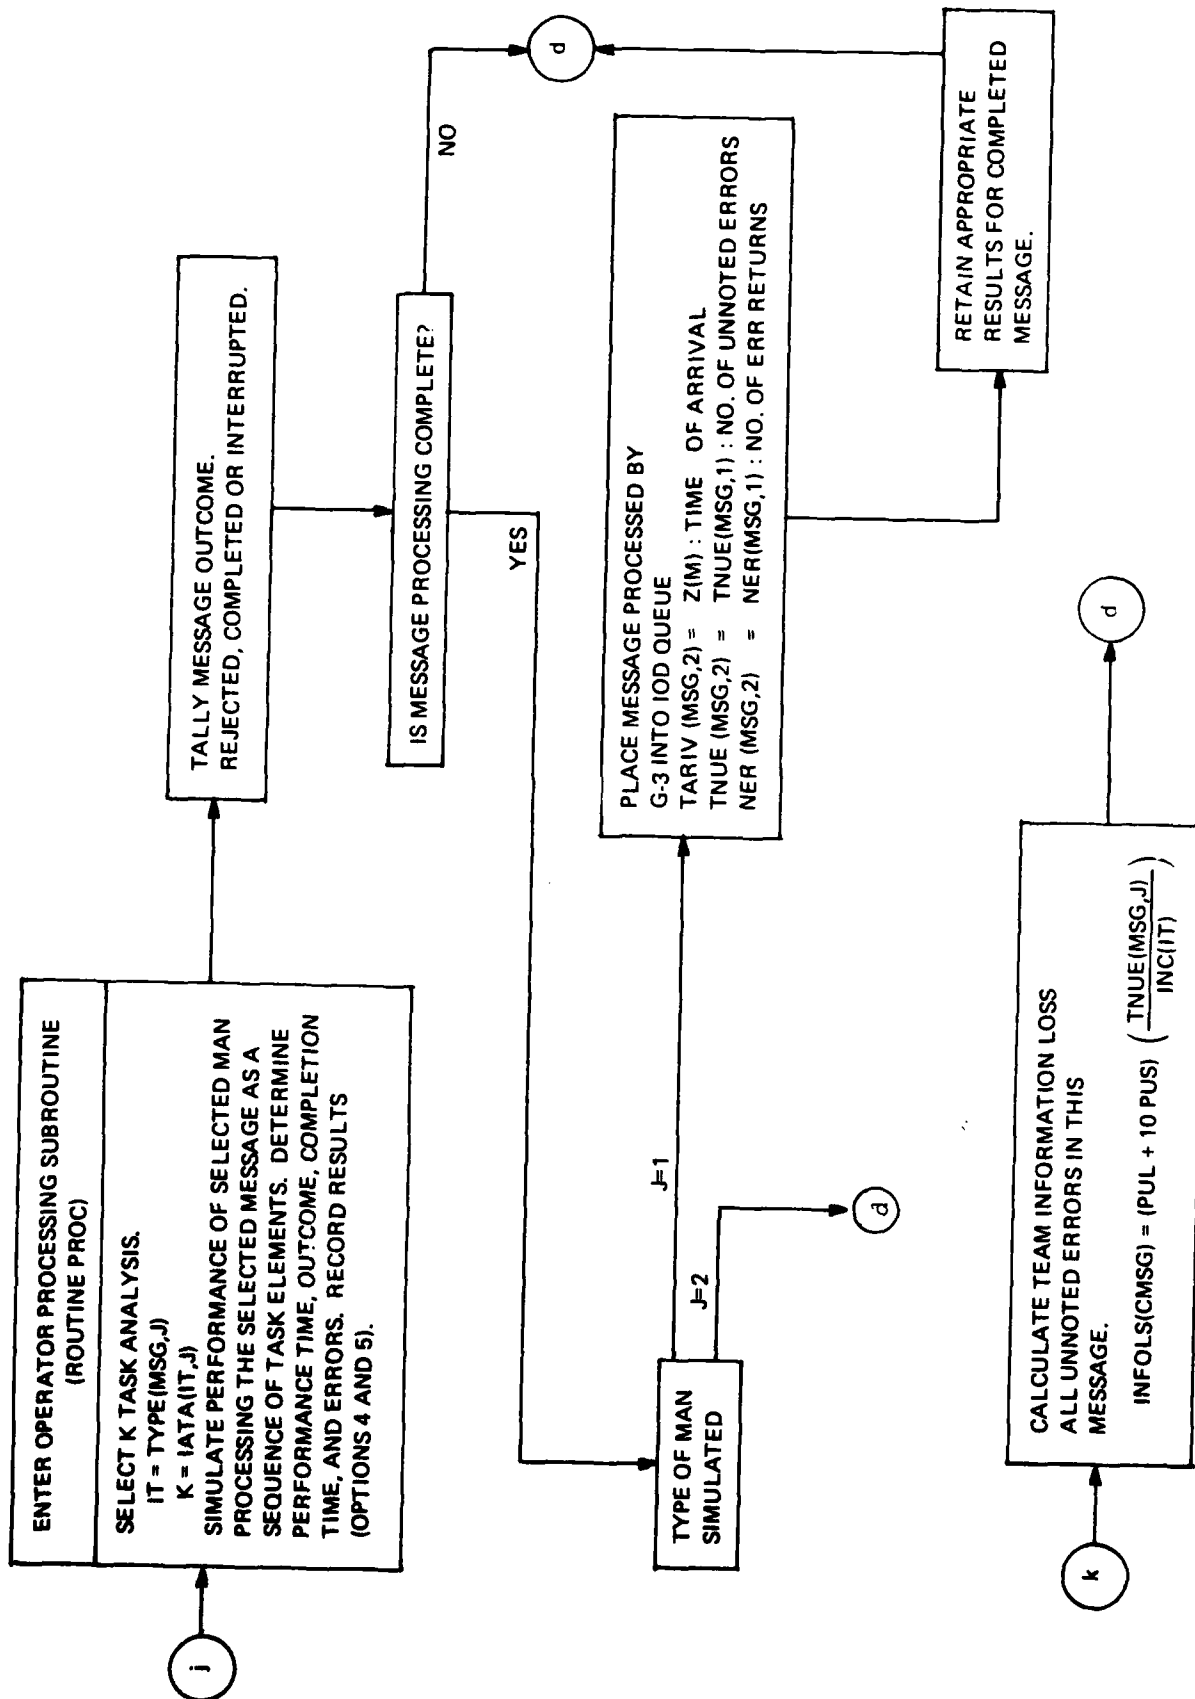 j
ENTER OPERATOR PROCESSING SUBROUTINE
(ROUTINE PROC)
SELECT K TASK ANALYSIS.
IT = TYPE(MSG,J)
K = IATA(IT,J)
SIMULATE PERFORMANCE OF SELECTED MAN
PROCESSING THE SELECTED MESSAGE AS A
SEQUENCE OF TASK ELEMENTS. DETERMINE
PERFORMANCE TIME, OUTCOME, COMPLETION
TIME, AND ERRORS. RECORD RESULTS
(OPTIONS 4 AND 5).
TALLY MESSAGE OUTCOME.
REJECTED, COMPLETED OR INTERRUPTED.
IS MESSAGE PROCESSING COMPLETE?
NO
d
YES
TYPE OF MAN
SIMULATED
J=1
J=2
d
PLACE MESSAGE PROCESSED BY
G-3 INTO IOD QUEUE
TARIV (MSG,2) = Z(M) : TIME OF ARRIVAL
TNUE (MSG,2) = TNUE(MSG,1) : NO. OF UNNOTED ERRORS
NER (MSG,2) = NER(MSG,1) : NO. OF ERR RETURNS
RETAIN APPROPRIATE
RESULTS FOR COMPLETED
MESSAGE.
k
CALCULATE TEAM INFORMATION LOSS
ALL UNNOTED ERRORS IN THIS
MESSAGE.
INFOLS(CMSG) = (PUL + 10 PUS) (TNUE(MSG,J)
INC(IT))
d